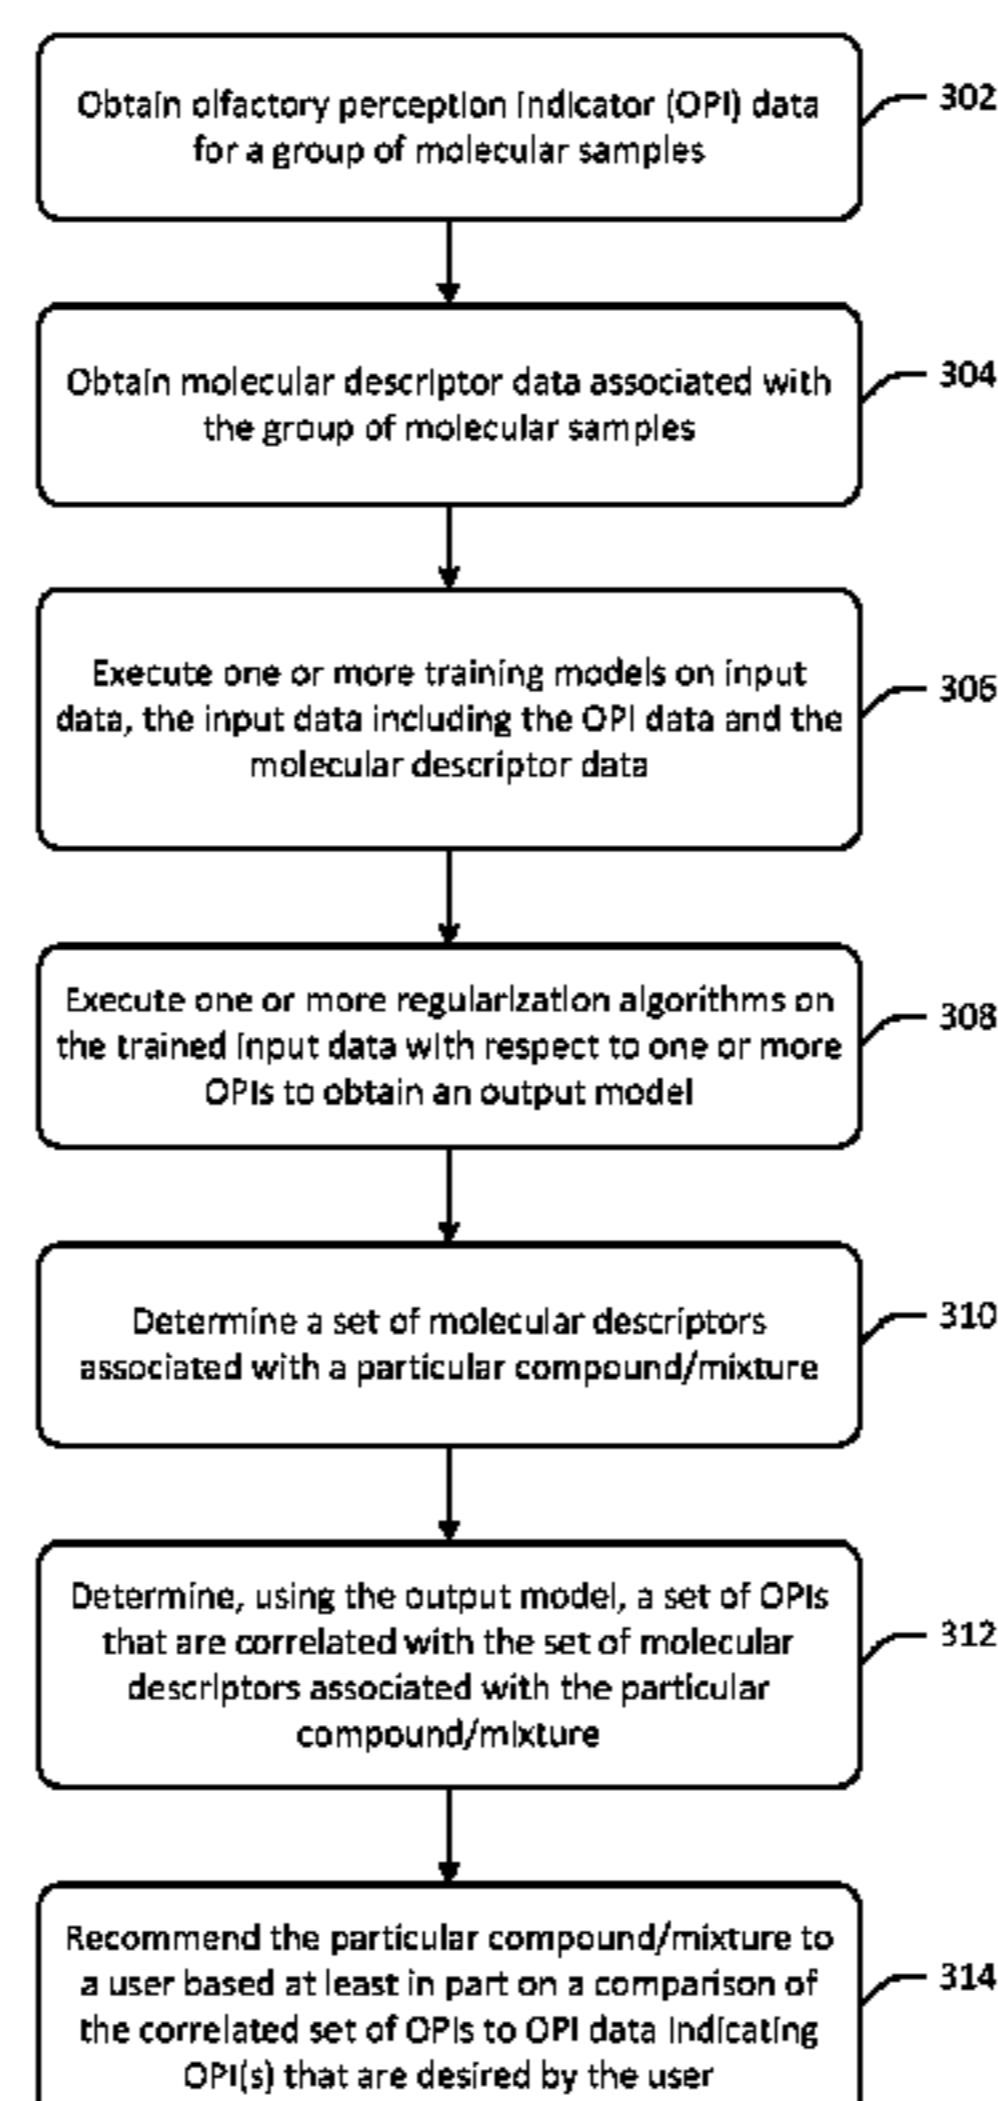 Obtain olfactory perception indicator (OPI) data
for a group of molecular samples
302
Obtain molecular descriptor data associated with
the group of molecular samples
304
Execute one or more training models on input
data, the input data including the OPI data and the
molecular descriptor data
306
Execute one or more regularization algorithms on
the trained input data with respect to one or more
OPIs to obtain an output model
308
Determine a set of molecular descriptors
associated with a particular compound/mixture
310
Determine, using the output model, a set of OPIs
that are correlated with the set of molecular
descriptors associated with the particular
compound/mixture
312
Recommend the particular compound/mixture to
a user based at least in part on a comparison of
the correlated set of OPIs to OPI data indicating
OPI(s) that are desired by the user
314